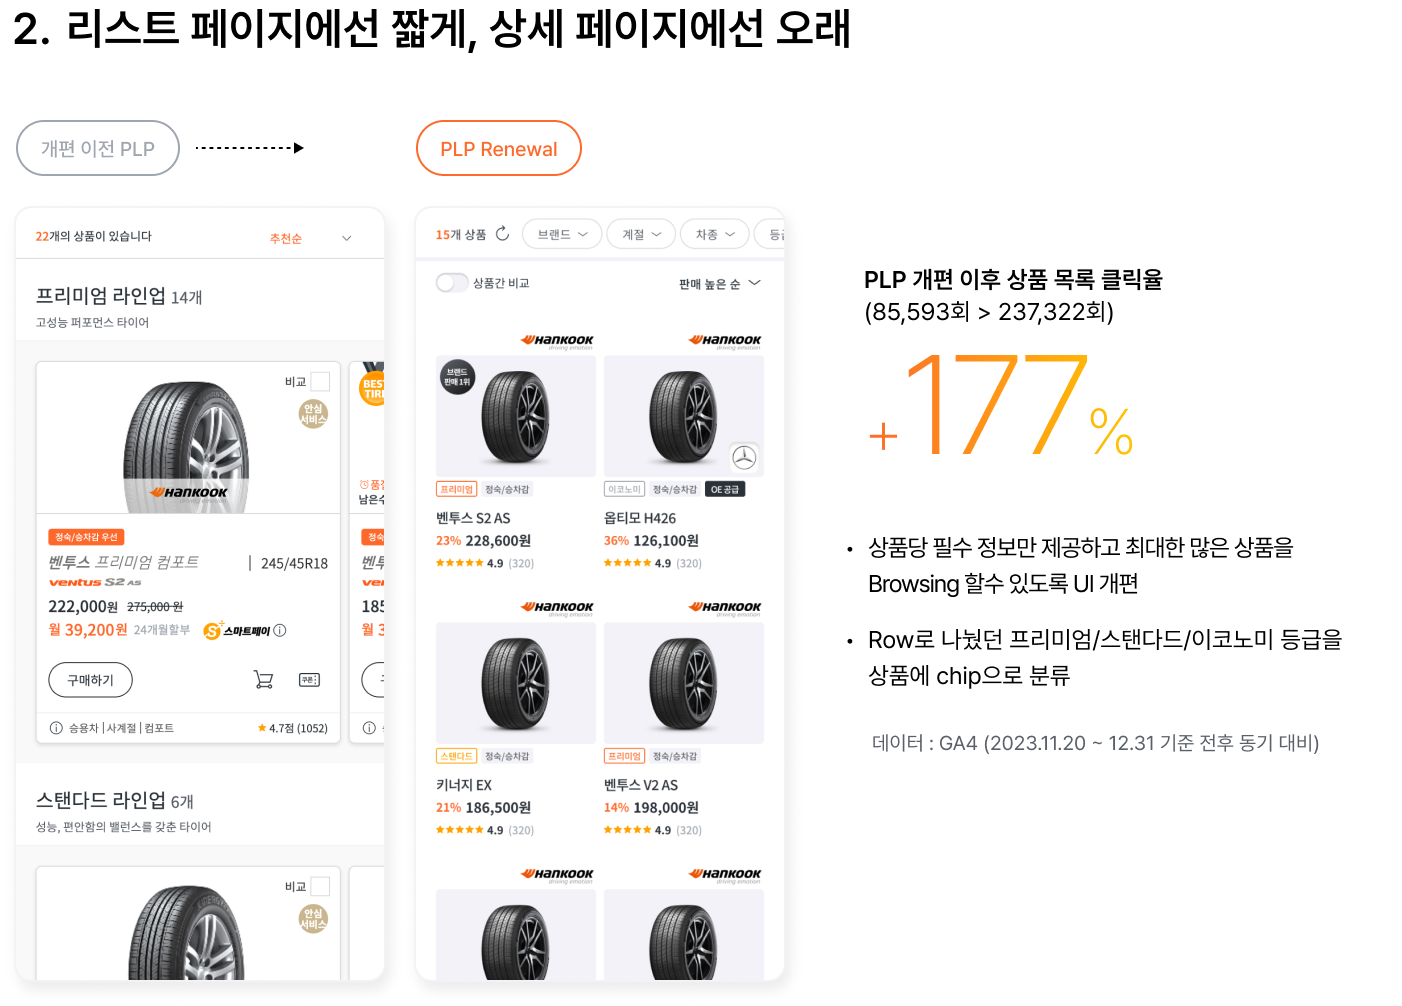 2. 리스트 페이지에선 짧게, 상세 페이지에선 오래
개편 이전 PLP
PLP Renewal
22개의 상품이 있습니다
추천순
프리미엄 라인업 14개
고성능 퍼포먼스 타이어
비교
안심
서비스
HANKOOK
driving emotion
정숙/승차감 우선
벤투스 프리미엄 컴포트 | 245/45R18
ventus S2 AS
222,000원 275,000 원
월 39,200원 24개월할부 S+ 스마트페이
구매하기
쿠폰
승용차 | 사계절 | 컴포트
4.7점 (1052)
BEST
TIRE
남은수
정숙
벤투
185
월 3
스탠다드 라인업 6개
성능, 편안함의 밸런스를 갖춘 타이어
비교
안심
서비스
15개 상품
브랜드
계절
차종
등급
상품간 비교
판매 높은 순
HANKOOK
driving emotion
브랜드
판매 1위
프리미엄 정숙/승차감
벤투스 S2 AS
23% 228,600원
4.9 (320)
HANKOOK
driving emotion
이코노미 정숙/승차감 OE 공급
옵티모 H426
36% 126,100원
4.9 (320)
HANKOOK
driving emotion
스탠다드 정숙/승차감
키너지 EX
21% 186,500원
4.9 (320)
HANKOOK
driving emotion
프리미엄 정숙/승차감
벤투스 V2 AS
14% 198,000원
4.9 (320)
HANKOOK
driving emotion
HANKOOK
driving emotion
PLP 개편 이후 상품 목록 클릭율
(85,593회 > 237,322회)
+177%
• 상품당 필수 정보만 제공하고 최대한 많은 상품을
Browsing 할수 있도록 UI 개편
• Row로 나눴던 프리미엄/스탠다드/이코노미 등급을
상품에 chip으로 분류
데이터 : GA4 (2023.11.20 ~ 12.31 기준 전후 동기 대비)